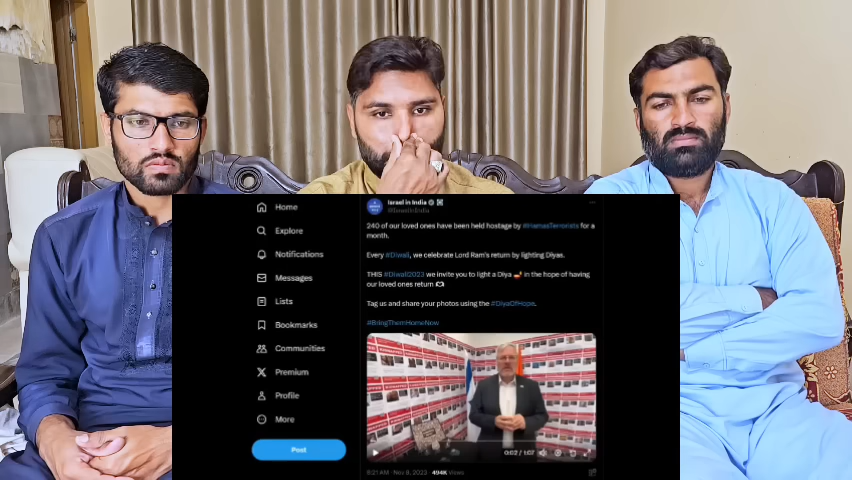 Home
Explore
Notifications
Messages
Lists
Bookmarks
Communities
Premium
Profile
More
Post
Israel in India
@IsraelinIndia
240 of our loved ones have been held hostage by #HamasTerrorists for a
month.
Every #Diwali, we celebrate Lord Ram's return by lighting Diyas.
THIS #Diwali2023 we invite you to light a Diya 🪔 in the hope of having
our loved ones return
Tag us and share your photos using the #DiyaOfHope.
#BringThemHomeNow
0:02 / 1:07
8:21 AM · Nov 8, 2023 · 494K Views